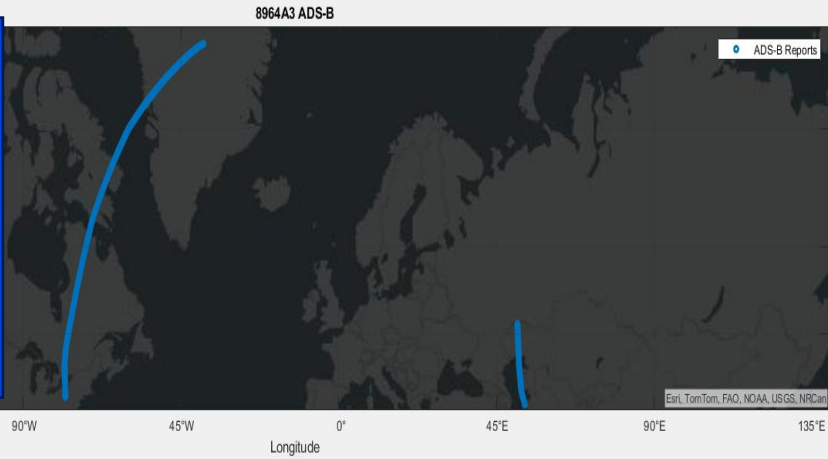 8964A3 ADS-B
ADS-B Reports
Esri, TomTom, FAO, NOAA, USGS, NRCan
90°W 45°W 0° 45°E 90°E 135°E
Longitude